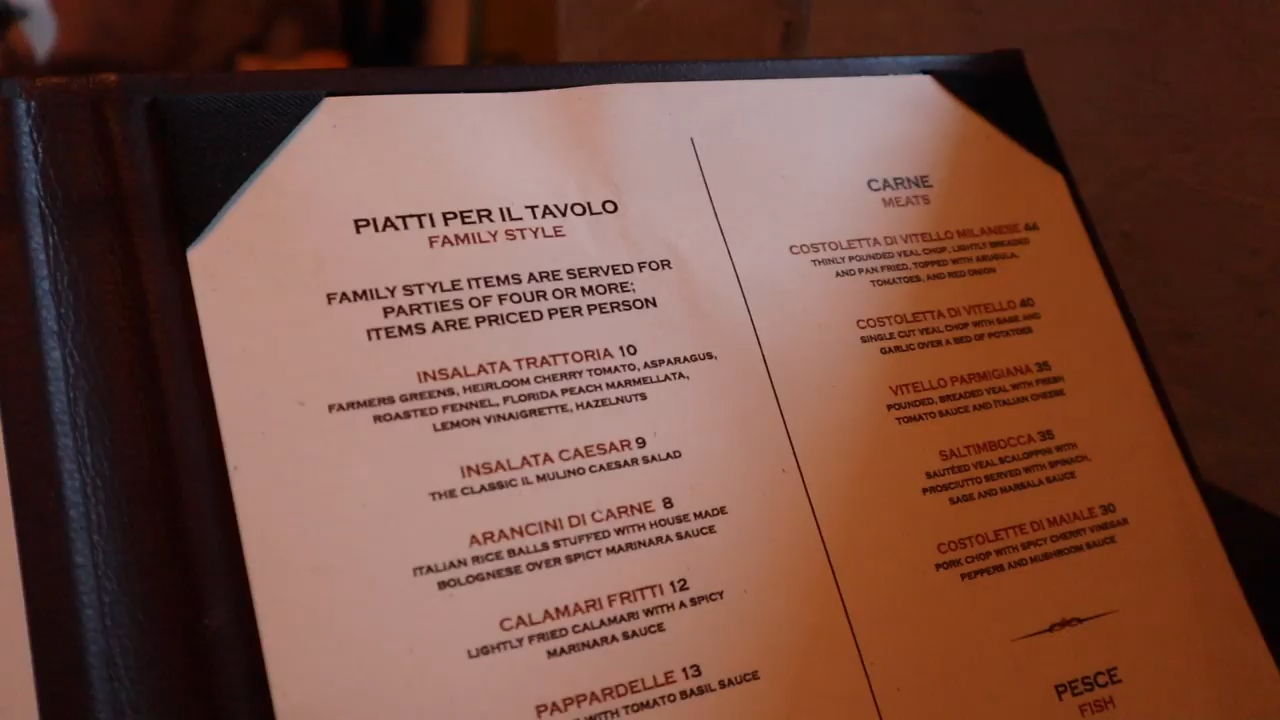 PIATTI PER IL TAVOLO
FAMILY STYLE
FAMILY STYLE ITEMS ARE SERVED FOR
PARTIES OF FOUR OR MORE;
ITEMS ARE PRICED PER PERSON
INSALATA TRATTORIA 10
FARMERS GREENS, HEIRLOOM CHERRY TOMATO, ASPARAGUS,
ROASTED FENNEL, FLORIDA PEACH MARMELLATA,
LEMON VINAIGRETTE, HAZELNUTS
INSALATA CAESAR 9
THE CLASSIC IL MULINO CAESAR SALAD
ARANCINI DI CARNE 8
ITALIAN RICE BALLS STUFFED WITH HOUSE MADE
BOLOGNESE OVER SPICY MARINARA SAUCE
CALAMARI FRITTI 12
LIGHTLY FRIED CALAMARI WITH A SPICY
MARINARA SAUCE
PAPPARDELLE 13
WITH TOMATO BASIL SAUCE
CARNE
MEATS
COSTOLETTA DI VITELLO MILANESE 44
THINLY POUNDED VEAL CHOP, LIGHTLY BREADED
AND PAN FRIED, TOPPED WITH ARUGULA,
TOMATOES, AND RED ONION
COSTOLETTA DI VITELLO 40
SINGLE CUT VEAL CHOP WITH SAGE AND
GARLIC OVER A BED OF POTATOES
VITELLO PARMIGIANA 35
POUNDED, BREADED VEAL WITH FRESH
TOMATO SAUCE AND ITALIAN CHEESE
SALTIMBOCCA 35
SAUTÉED VEAL SCALOPPINI WITH
PROSCIUTTO SERVED WITH SPINACH,
SAGE AND MARSALA SAUCE
COSTOLETTE DI MAIALE 30
PORK CHOP WITH SPICY CHERRY VINEGAR
PEPPERS AND MUSHROOM SAUCE
PESCE
FISH